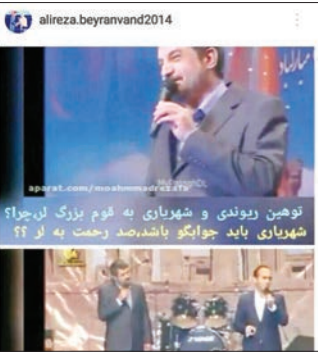 alireza.beyranvand2014
aparat.com/moahmmadrezafx
توهین ریوندی و شهریاری به قوم بزرگ لر،چرا؟
شهریاری باید جوابگو باشد،صد رحمت به لر ؟؟